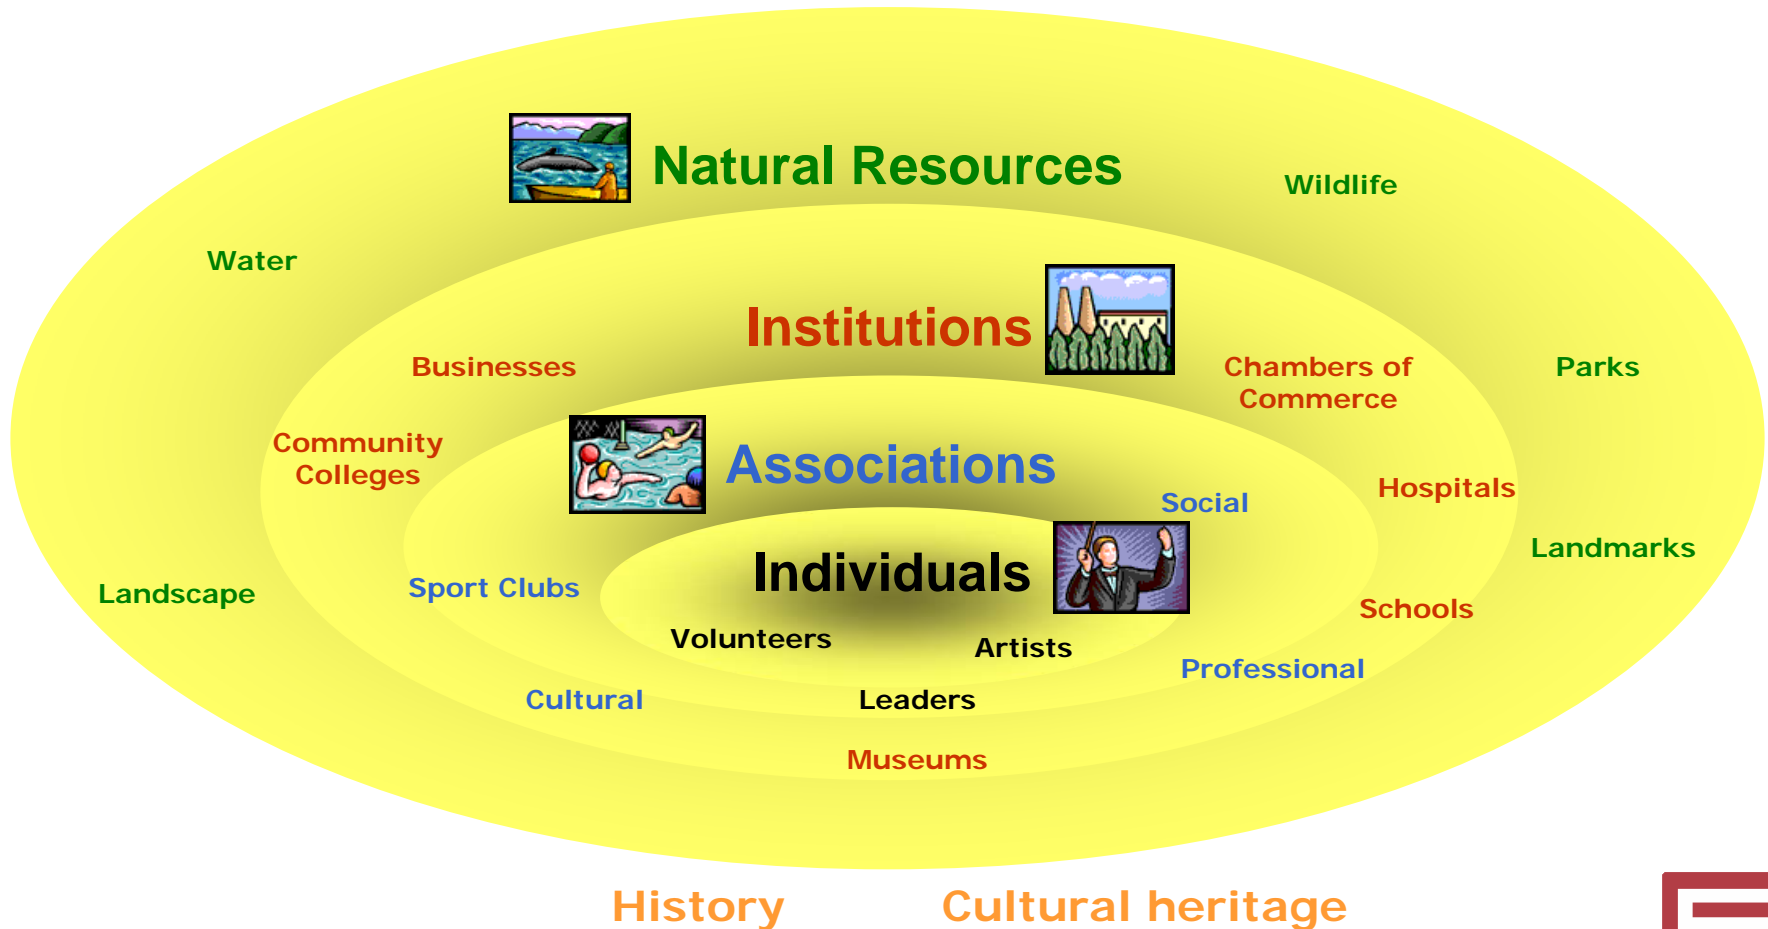 Natural Resources
Wildlife
Water
Institutions
Businesses
Chambers of
Commerce
Parks
Community
Colleges
Associations
Social
Hospitals
Landmarks
Individuals
Sport Clubs
Landscape
Schools
Volunteers
Artists
Professional
Cultural
Leaders
Museums
History
Cultural heritage